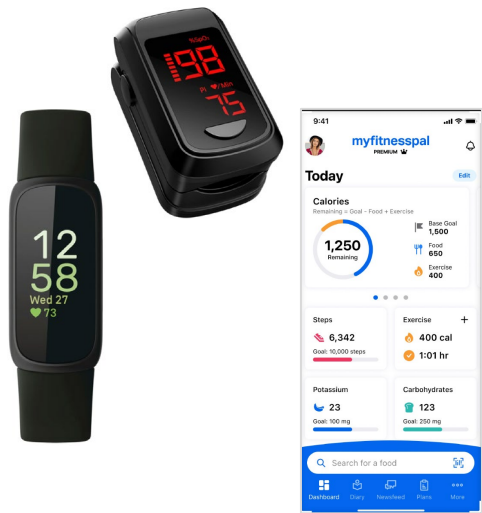 %SpO₂
98
PI ♥/Min
75
12
58
Wed 27
73
9:41
myfitnesspal
PREMIUM
Today
Edit
Calories
Remaining = Goal - Food + Exercise
1,250
Remaining
Base Goal
1,500
Food
650
Exercise
400
Steps
6,342
Goal: 10,000 steps
Exercise +
400 cal
1:01 hr
Potassium
23
Goal: 100 mg
Carbohydrates
123
Goal: 250 mg
Search for a food
Dashboard Diary Newsfeed Plans More